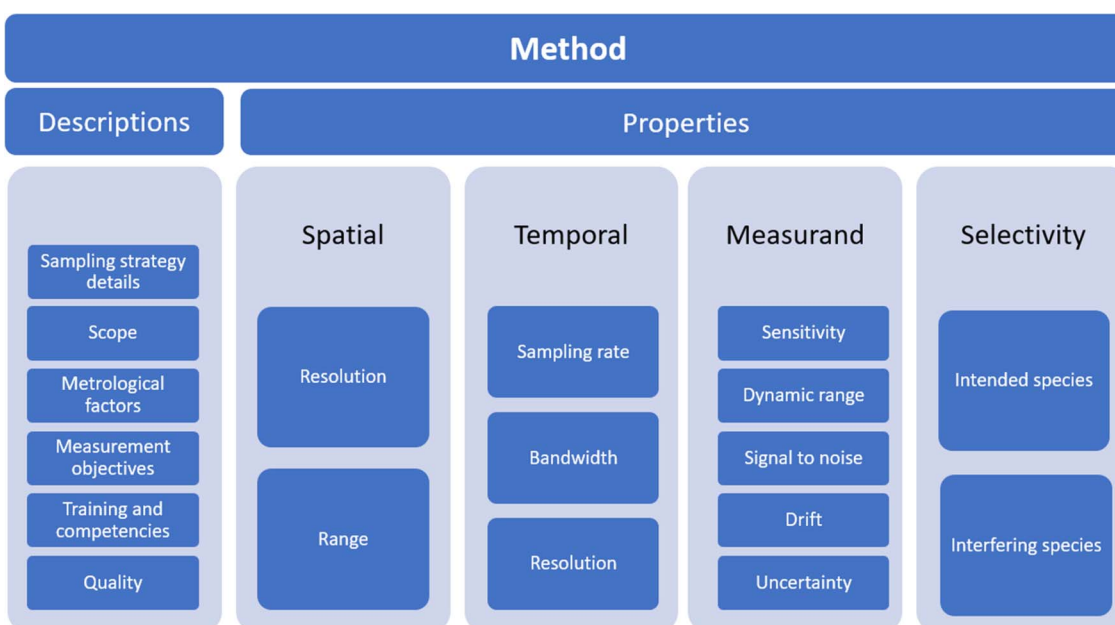 Method
Descriptions
Properties
Sampling strategy
details
Scope
Metrological
factors
Measurement
objectives
Training and
competencies
Quality
Spatial
Resolution
Range
Temporal
Sampling rate
Bandwidth
Resolution
Measurand
Sensitivity
Dynamic range
Signal to noise
Drift
Uncertainty
Selectivity
Intended species
Interfering species